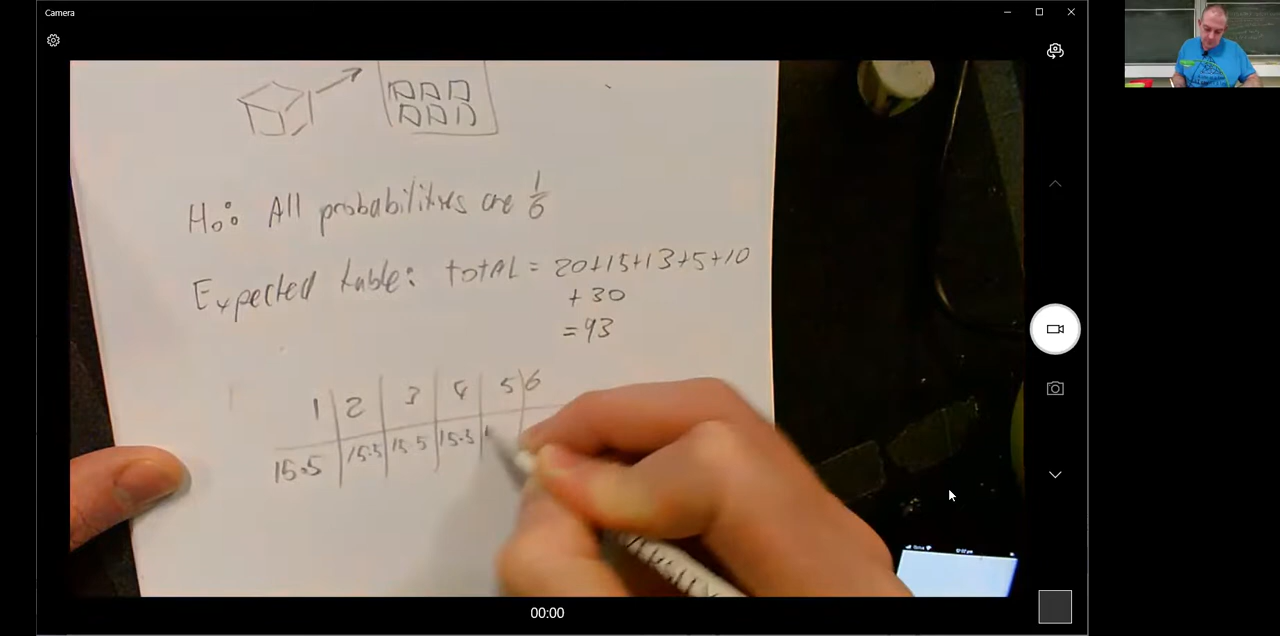 Camera
H₀: All probabilities are 1/6
Expected table: TOTAL = 20+15+13+5+10
+ 30
= 93
1 2 3 4 5 6
15.5 15.5 15.5 15.5
00:00